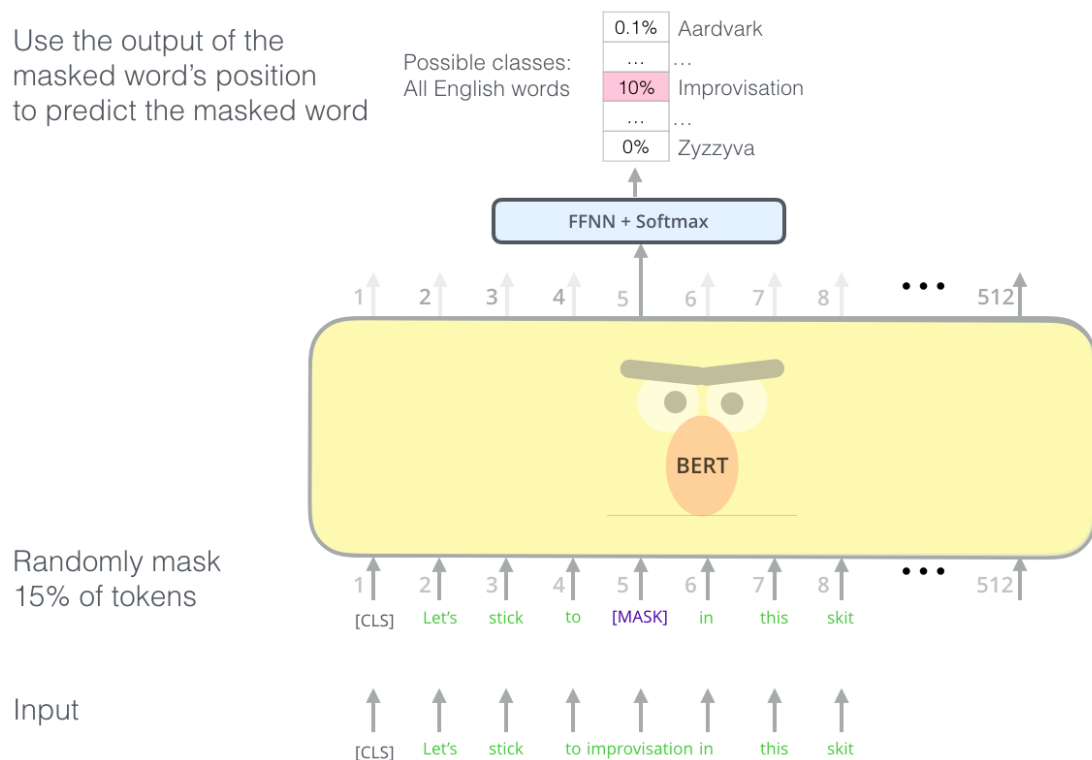 Use the output of the
masked word's position
to predict the masked word
Possible classes:
All English words
0.1% Aardvark
... ...
10% Improvisation
... ...
0% Zyzzyva
FFNN + Softmax
1 2 3 4 5 6 7 8 ... 512
BERT
Randomly mask
15% of tokens
1 2 3 4 5 6 7 8 ... 512
[CLS] Let's stick to [MASK] in this skit
Input
[CLS] Let's stick to improvisation in this skit